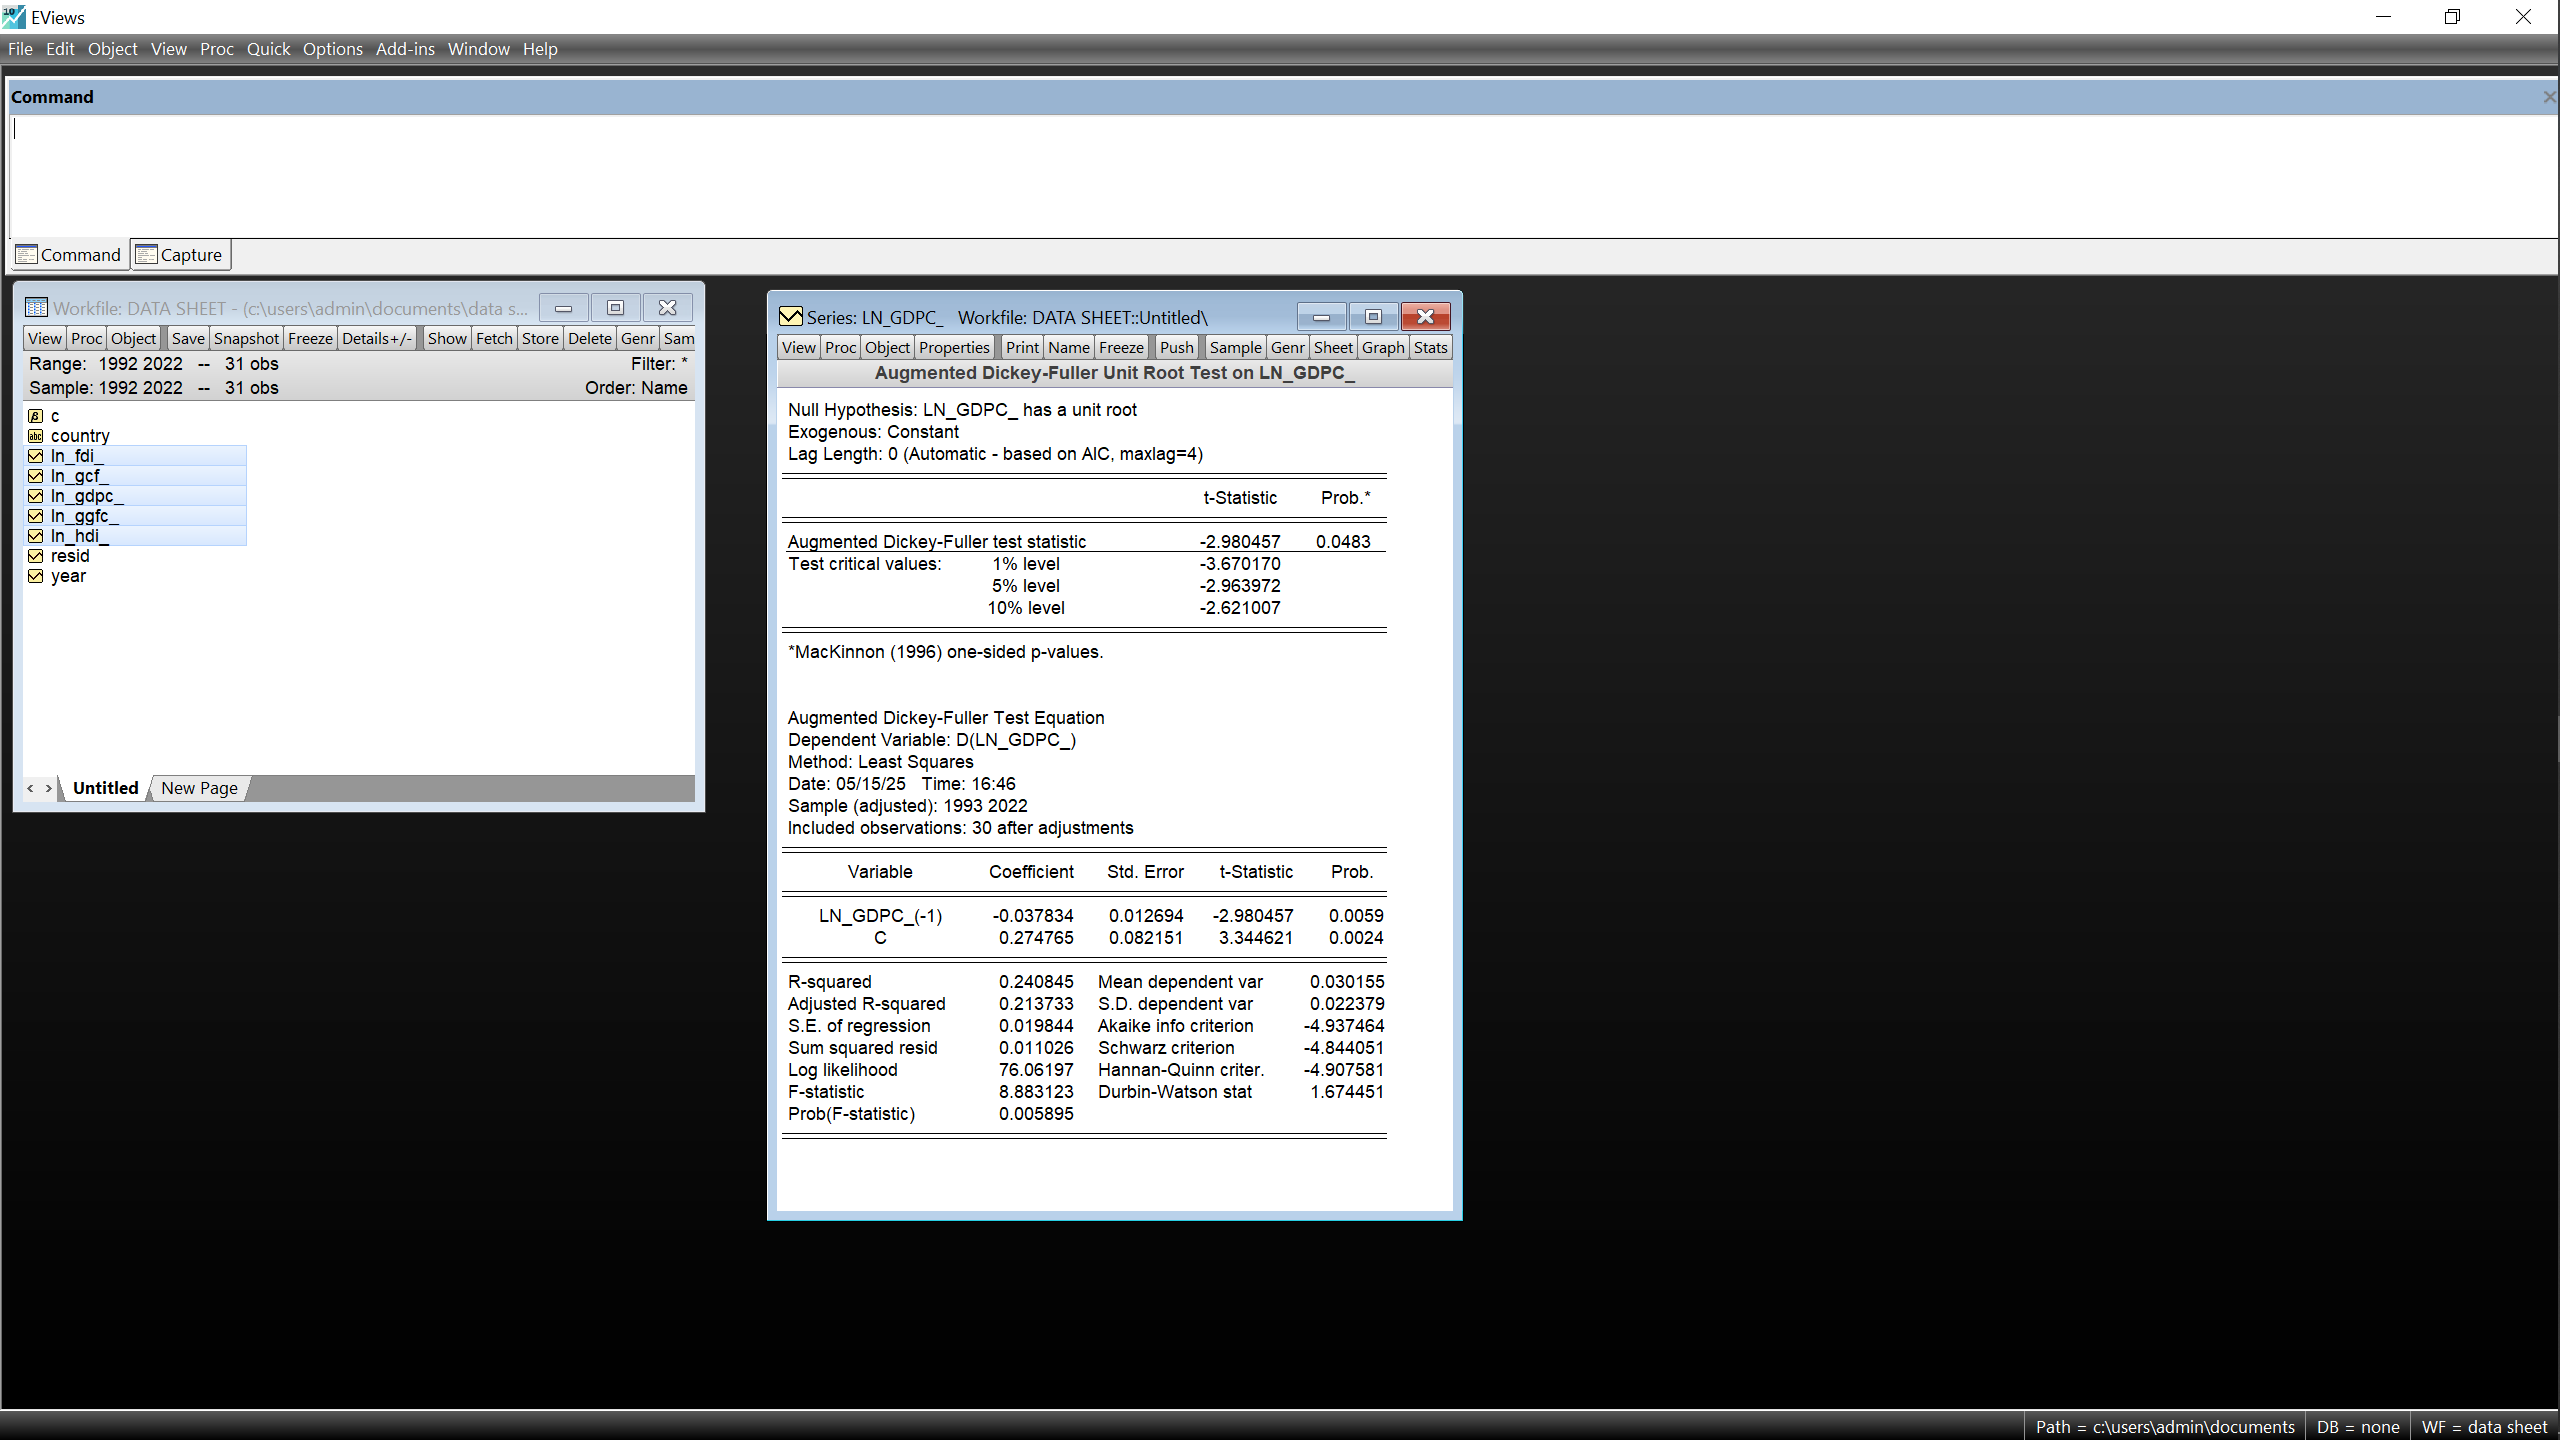 EViews
File Edit Object View Proc Quick Options Add-ins Window Help
Command
Command Capture
Workfile: DATA SHEET - (c:\users\admin\documents\data s...
View Proc Object Save Snapshot Freeze Details+/- Show Fetch Store Delete Genr Sam
Range: 1992 2022 -- 31 obs Filter: *
Sample: 1992 2022 -- 31 obs Order: Name
c
country
ln_fdi_
ln_gcf_
ln_gdpc_
ln_ggfc_
ln_hdi_
resid
year
< > Untitled New Page
Series: LN_GDPC_ Workfile: DATA SHEET::Untitled\
View Proc Object Properties Print Name Freeze Push Sample Genr Sheet Graph Stats
Augmented Dickey-Fuller Unit Root Test on LN_GDPC_
Null Hypothesis: LN_GDPC_ has a unit root
Exogenous: Constant
Lag Length: 0 (Automatic - based on AIC, maxlag=4)
t-Statistic Prob.*
Augmented Dickey-Fuller test statistic -2.980457 0.0483
Test critical values: 1% level -3.670170
5% level -2.963972
10% level -2.621007
*MacKinnon (1996) one-sided p-values.
Augmented Dickey-Fuller Test Equation
Dependent Variable: D(LN_GDPC_)
Method: Least Squares
Date: 05/15/25 Time: 16:46
Sample (adjusted): 1993 2022
Included observations: 30 after adjustments
Variable Coefficient Std. Error t-Statistic Prob.
LN_GDPC_(-1) -0.037834 0.012694 -2.980457 0.0059
C 0.274765 0.082151 3.344621 0.0024
R-squared 0.240845 Mean dependent var 0.030155
Adjusted R-squared 0.213733 S.D. dependent var 0.022379
S.E. of regression 0.019844 Akaike info criterion -4.937464
Sum squared resid 0.011026 Schwarz criterion -4.844051
Log likelihood 76.06197 Hannan-Quinn criter. -4.907581
F-statistic 8.883123 Durbin-Watson stat 1.674451
Prob(F-statistic) 0.005895
Path = c:\users\admin\documents DB = none WF = data sheet